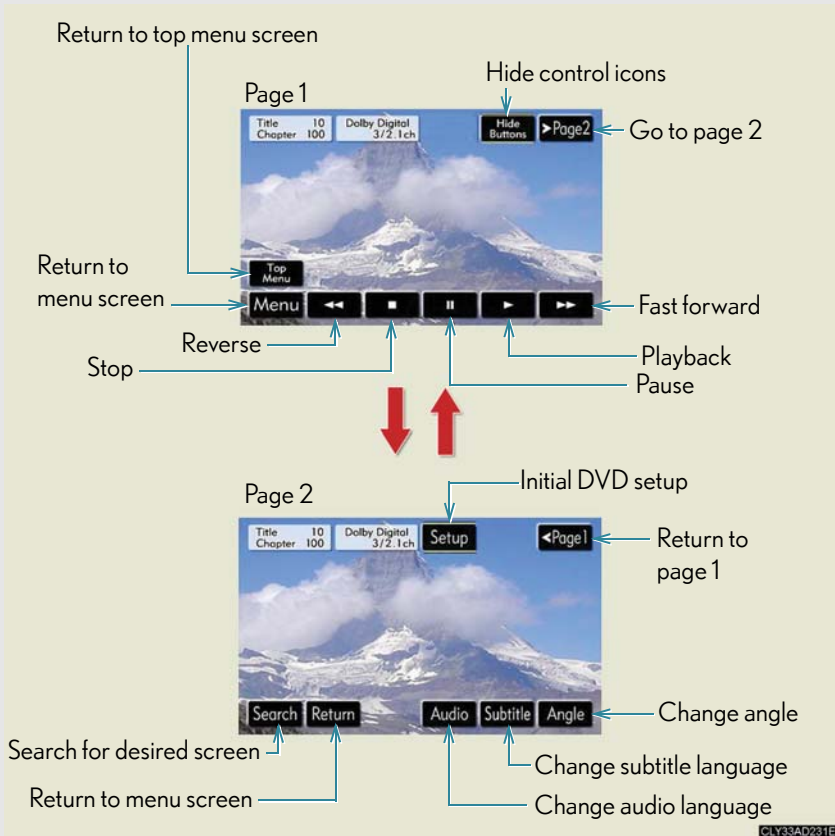 Return to top menu screen
Hide control icons
Page 1
Title 10
Chapter 100
Dolby Digital
3/2.1ch
Hide
Buttons
>Page2
Go to page 2
Return to
menu screen
Top
Menu
Menu
Fast forward
Reverse
Playback
Stop
Pause
Initial DVD setup
Page 2
Title 10
Chapter 100
Dolby Digital
3/2.1ch
Setup
<Page1
Return to
page 1
Search
Return
Audio
Subtitle
Angle
Change angle
Search for desired screen
Change subtitle language
Return to menu screen
Change audio language
CLY33AD231E